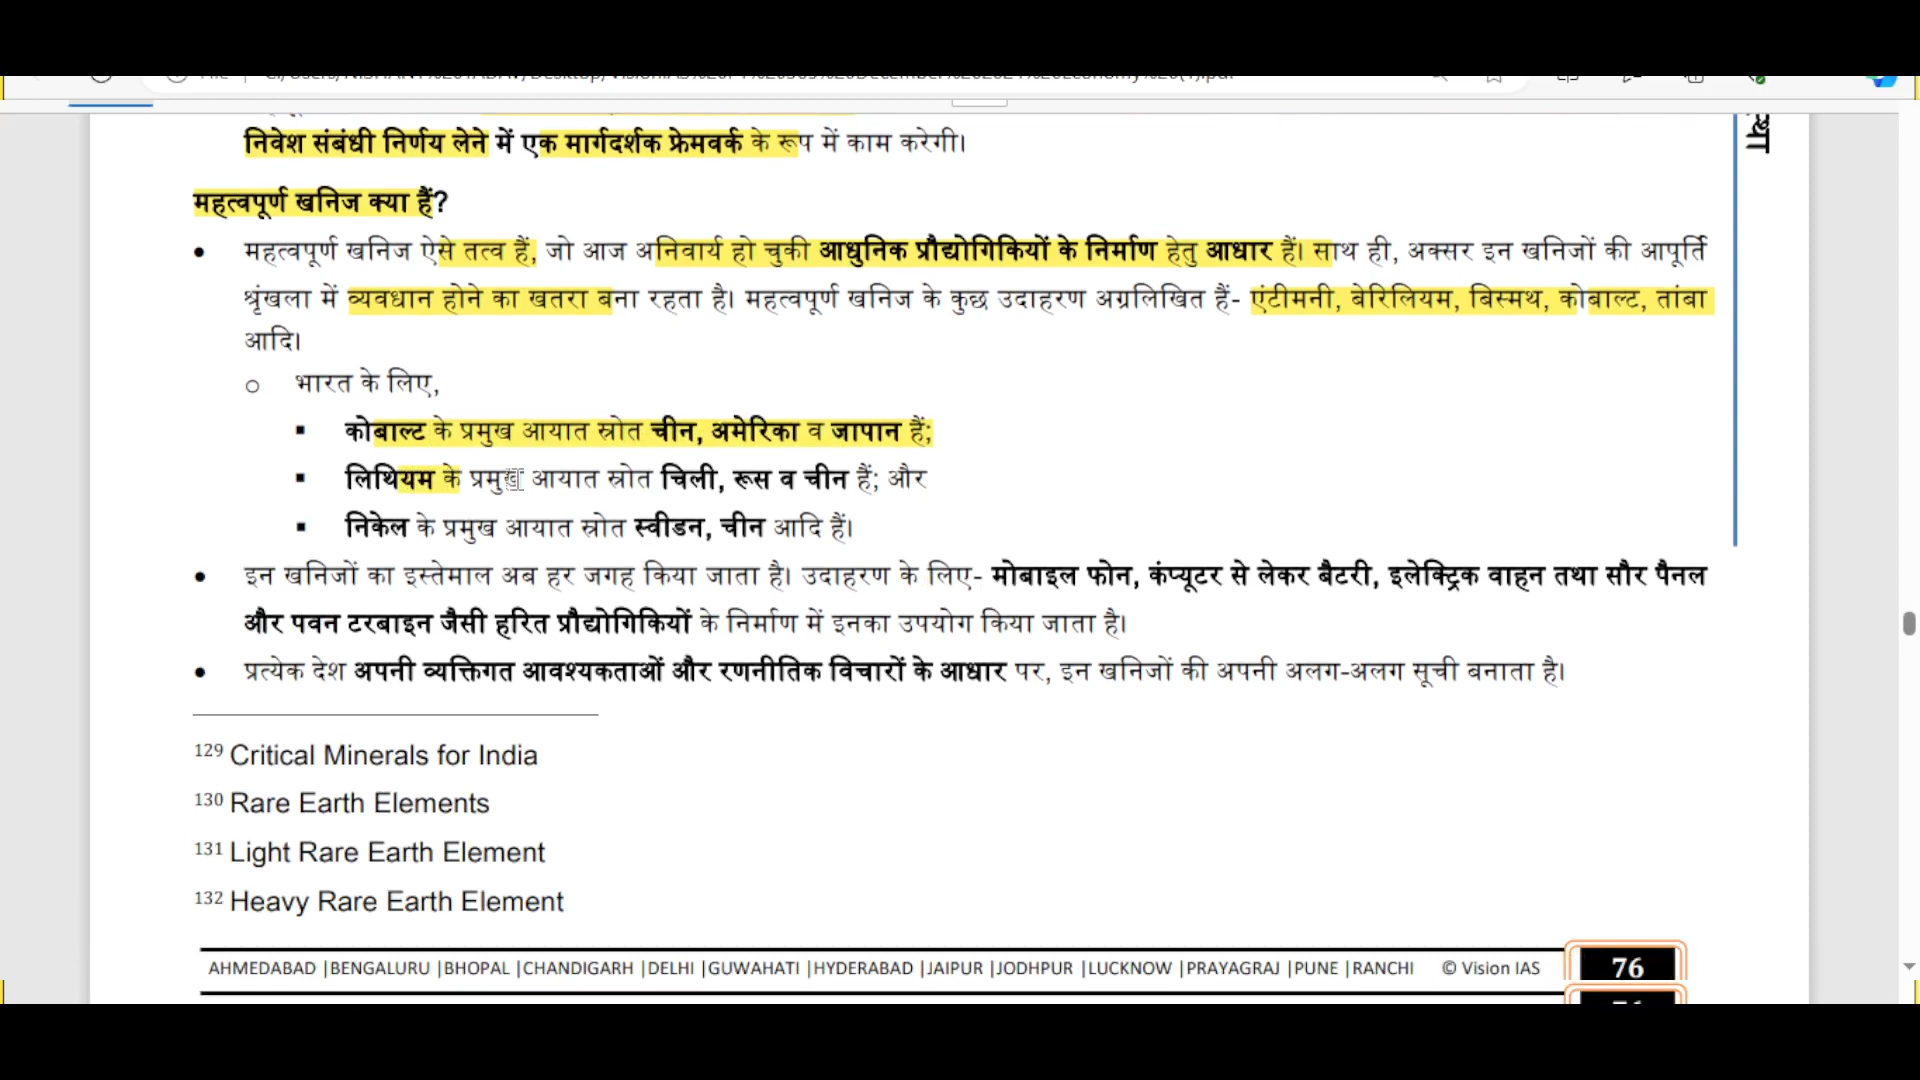 निवेश संबंधी निर्णय लेने में एक मार्गदर्शक फ्रेमवर्क के रूप में काम करेगी।
महत्वपूर्ण खनिज क्या हैं?
• महत्वपूर्ण खनिज ऐसे तत्व हैं, जो आज अनिवार्य हो चुकी आधुनिक प्रौद्योगिकियों के निर्माण हेतु आधार हैं। साथ ही, अक्सर इन खनिजों की आपूर्ति
श्रृंखला में व्यवधान होने का खतरा बना रहता है। महत्वपूर्ण खनिज के कुछ उदाहरण अग्रलिखित हैं- एंटीमनी, बेरिलियम, बिस्मथ, कोबाल्ट, तांबा
आदि।
○ भारत के लिए,
▪ कोबाल्ट के प्रमुख आयात स्रोत चीन, अमेरिका व जापान हैं;
▪ लिथियम के प्रमुख आयात स्रोत चिली, रूस व चीन हैं; और
▪ निकेल के प्रमुख आयात स्रोत स्वीडन, चीन आदि हैं।
• इन खनिजों का इस्तेमाल अब हर जगह किया जाता है। उदाहरण के लिए- मोबाइल फोन, कंप्यूटर से लेकर बैटरी, इलेक्ट्रिक वाहन तथा सौर पैनल
और पवन टरबाइन जैसी हरित प्रौद्योगिकियों के निर्माण में इनका उपयोग किया जाता है।
• प्रत्येक देश अपनी व्यक्तिगत आवश्यकताओं और रणनीतिक विचारों के आधार पर, इन खनिजों की अपनी अलग-अलग सूची बनाता है।
129 Critical Minerals for India
130 Rare Earth Elements
131 Light Rare Earth Element
132 Heavy Rare Earth Element
AHMEDABAD |BENGALURU |BHOPAL |CHANDIGARH |DELHI |GUWAHATI |HYDERABAD |JAIPUR |JODHPUR |LUCKNOW |PRAYAGRAJ |PUNE |RANCHI © Vision IAS 76